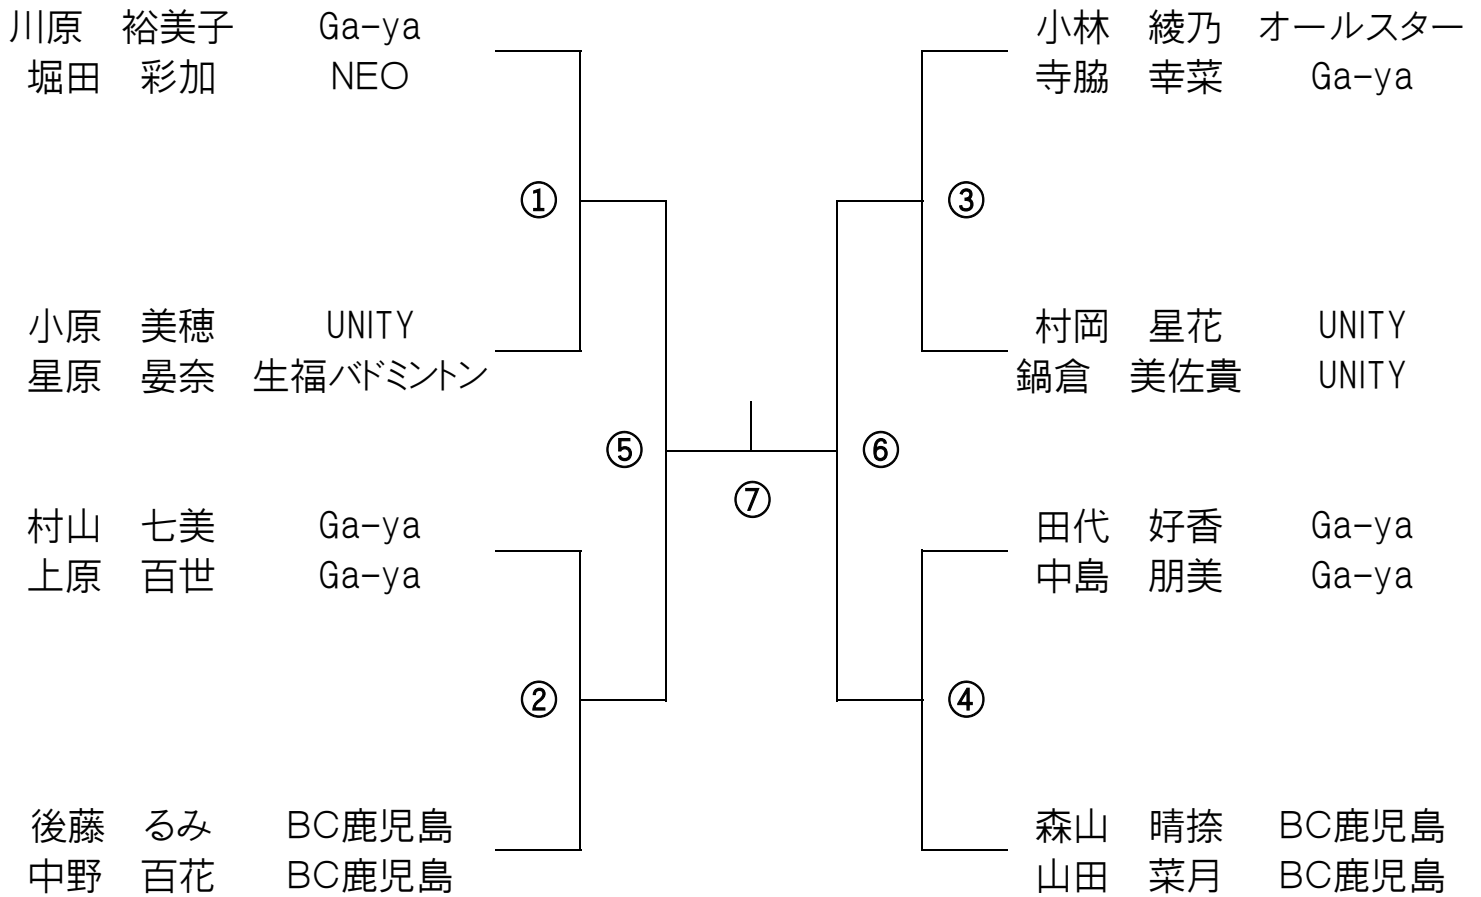 川原　裕美子　Ga-ya
堀田　彩加　NEO
①
小原　美穂　UNITY
星原　晏奈　生福バドミントン
⑤
村山　七美　Ga-ya
上原　百世　Ga-ya
②
後藤　るみ　BC鹿児島
中野　百花　BC鹿児島
⑦
小林　綾乃　オールスター
寺脇　幸菜　Ga-ya
③
村岡　星花　UNITY
鍋倉　美佐貴　UNITY
⑥
田代　好香　Ga-ya
中島　朋美　Ga-ya
④
森山　晴捺　BC鹿児島
山田　菜月　BC鹿児島